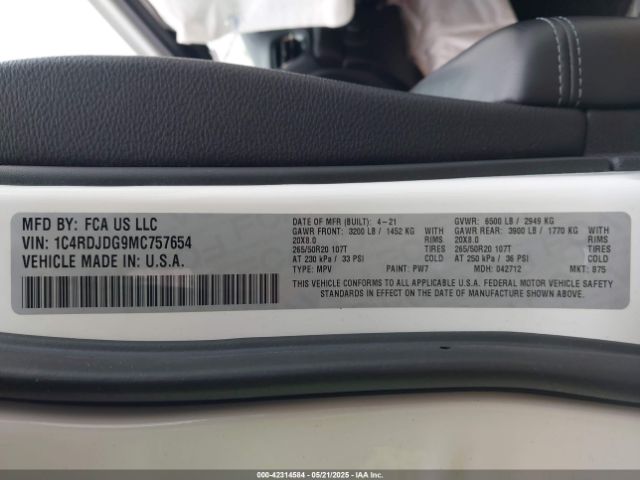 MFD BY: FCA US LLC
VIN: 1C4RDJDG9MC757654
VEHICLE MADE IN: U.S.A.
DATE OF MFR (BUILT): 4-21 GVWR: 6500 LB / 2949 KG
GAWR FRONT: 3200 LB / 1452 KG WITH GAWR REAR: 3900 LB / 1770 KG WITH
20X8.0 TIRES 20X8.0 TIRES
265/50R20 107T COLD 265/50R20 107T COLD
AT 230 kPa / 33 PSI AT 250 kPa / 36 PSI
TYPE: MPV PAINT: PW7 MDH: 042712 MKT: 875
THIS VEHICLE CONFORMS TO ALL APPLICABLE U.S.A. FEDERAL MOTOR VEHICLE SAFETY
STANDARDS IN EFFECT ON THE DATE OF MANUFACTURE SHOWN ABOVE.
000-42314584 - 05/21/2025 - IAAI.COM